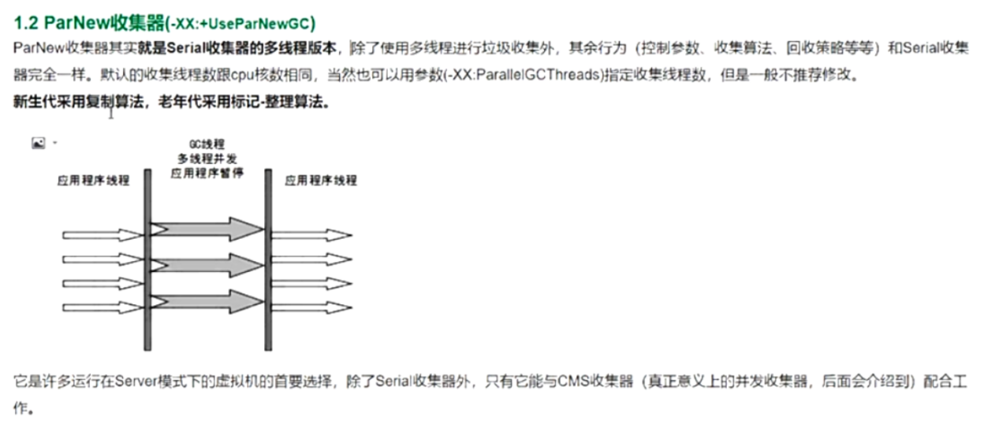 1.2 ParNew收集器(-XX:+UseParNewGC)
ParNew收集器其实就是Serial收集器的多线程版本，除了使用多线程进行垃圾收集外，其余行为（控制参数、收集算法、回收策略等等）和Serial收集
器完全一样。默认的收集线程数跟cpu核数相同，当然也可以用参数(-XX:ParallelGCThreads)指定收集线程数，但是一般不推荐修改。
新生代采用复制算法，老年代采用标记-整理算法。
GC线程
多线程并发
应用程序暂停
应用程序线程
应用程序线程
它是许多运行在Server模式下的虚拟机的首要选择，除了Serial收集器外，只有它能与CMS收集器（真正意义上的并发收集器，后面会介绍到）配合工
作。